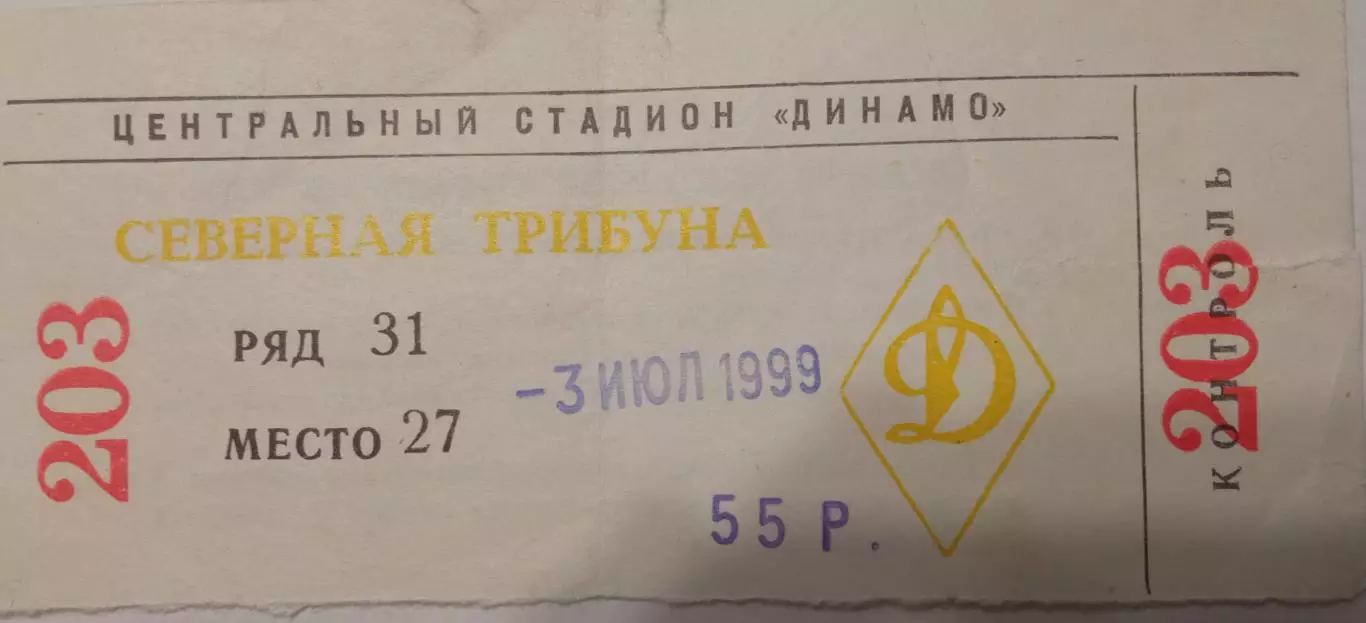 ЦЕНТРАЛЬНЫЙ СТАДИОН «ДИНАМО»
СЕВЕРНАЯ ТРИБУНА
203
РЯД 31
-3 ИЮЛ 1999
МЕСТО 27
Д
55 Р.
КОНТРОЛЬ
203